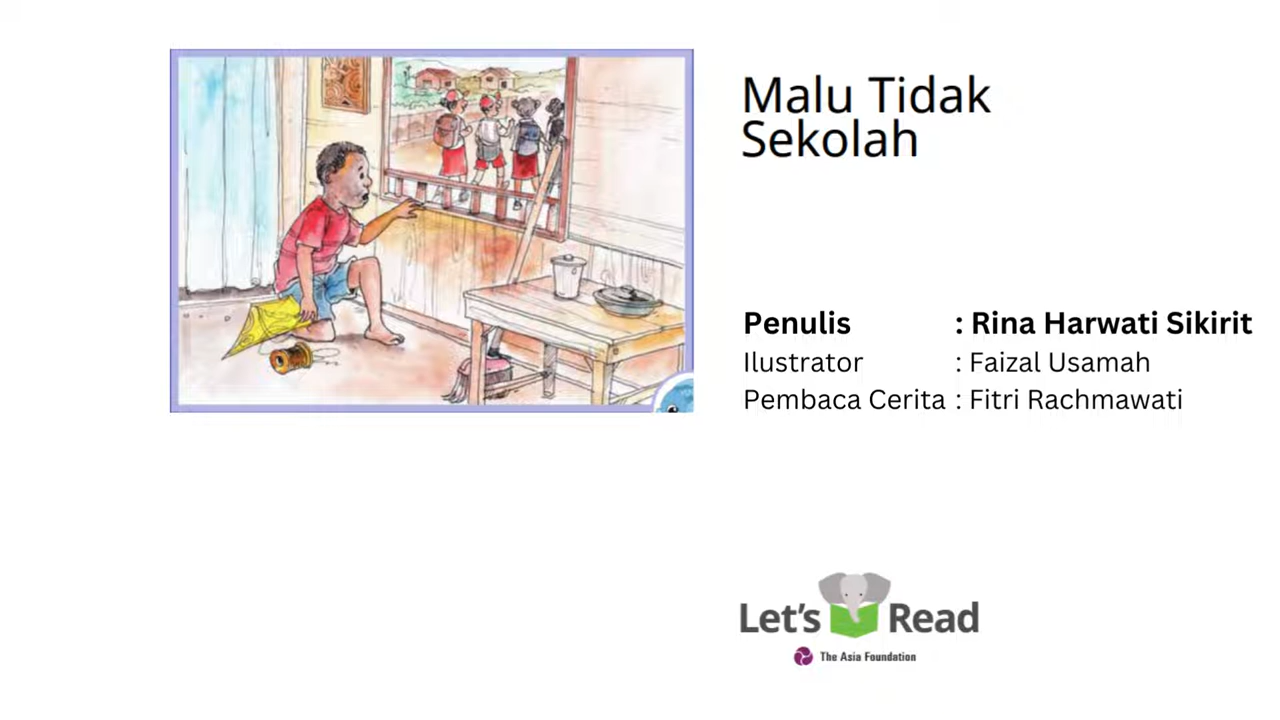 Malu Tidak
Sekolah
Penulis : Rina Harwati Sikirit
Ilustrator : Faizal Usamah
Pembaca Cerita : Fitri Rachmawati
Let's Read
The Asia Foundation